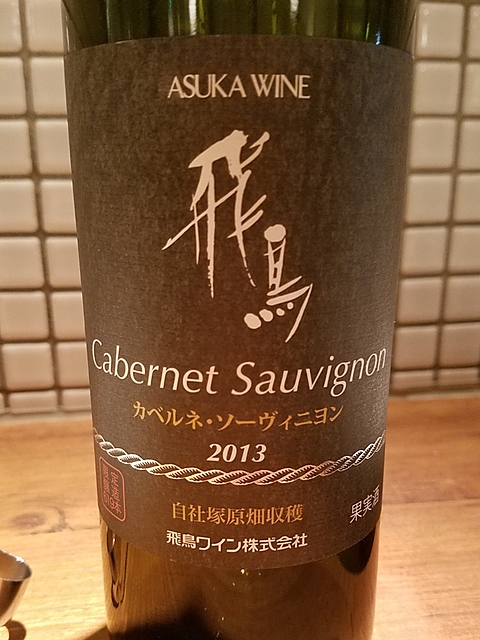 ASUKA WINE
飛鳥
Cabernet Sauvignon
カベルネ・ソーヴィニヨン
2013
自社塚原畑収穫
果実酒
飛鳥ワイン株式会社